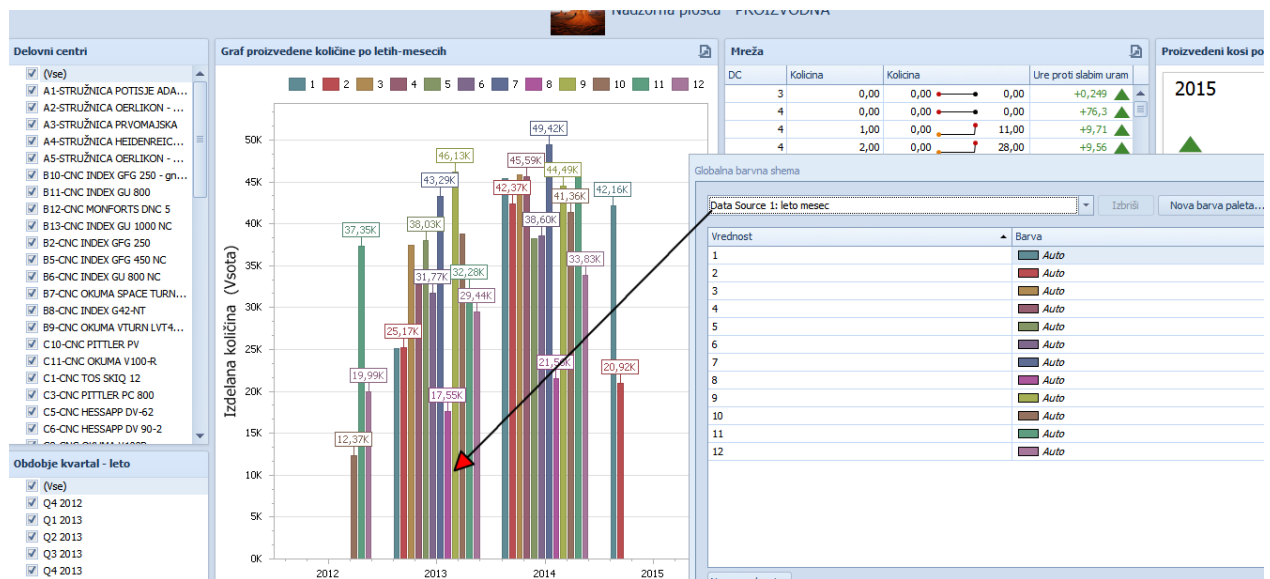 Nadzorna plošča - PROIZVODNA
Delovni centri
(Vse)
A1-STRUŽNICA POTISJE ADA...
A2-STRUŽNICA OERLIKON - ...
A3-STRUŽNICA PRVOMAJSKA
A4-STRUŽNICA HEIDENREIC...
A5-STRUŽNICA OERLIKON - ...
B10-CNC INDEX GFG 250 - gn...
B11-CNC INDEX GU 800
B12-CNC MONFORTS DNC 5
B13-CNC INDEX GU 1000 NC
B2-CNC INDEX GFG 250
B5-CNC INDEX GFG 450 NC
B6-CNC INDEX GU 800 NC
B7-CNC OKUMA SPACE TURN...
B8-CNC INDEX G42-NT
B9-CNC OKUMA VTURN LVT4...
C10-CNC PITTLER PV
C11-CNC OKUMA V100-R
C1-CNC TOS SKIQ 12
C3-CNC PITTLER PC 800
C5-CNC HESSAPP DV-62
C6-CNC HESSAPP DV 90-2
Obdobje kvartal - leto
(Vse)
Q4 2012
Q1 2013
Q2 2013
Q3 2013
Q4 2013
Graf proizvedene količine po letih-mesecih
1 2 3 4 5 6 7 8 9 10 11 12
Izdelana količina (Vsota)
50K
45K
40K
35K
30K
25K
20K
15K
10K
5K
0K
12,37K
37,35K
19,99K
25,17K
38,03K
31,77K
43,29K
17,55K
46,13K
32,28K
29,44K
42,37K
45,59K
38,60K
49,42K
44,49K
41,36K
33,83K
42,16K
20,92K
2012 2013 2014 2015
Mreža
DC Kolicina Kolicina Ure proti slabim uram
3 0,00 0,00 0,00 +0,249
4 0,00 0,00 0,00 +76,3
4 1,00 0,00 11,00 +9,71
4 2,00 0,00 28,00 +9,56
Proizvedeni kosi po
2015
Globalna barvna shema
Data Source 1: leto mesec
Izbriši
Nova barva paleta...
Vrednost Barva
1 Auto
2 Auto
3 Auto
4 Auto
5 Auto
6 Auto
7 Auto
8 Auto
9 Auto
10 Auto
11 Auto
12 Auto